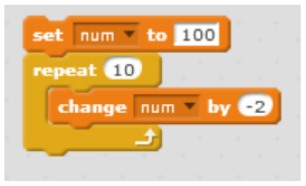 set num to 100
repeat 10
change num by -2